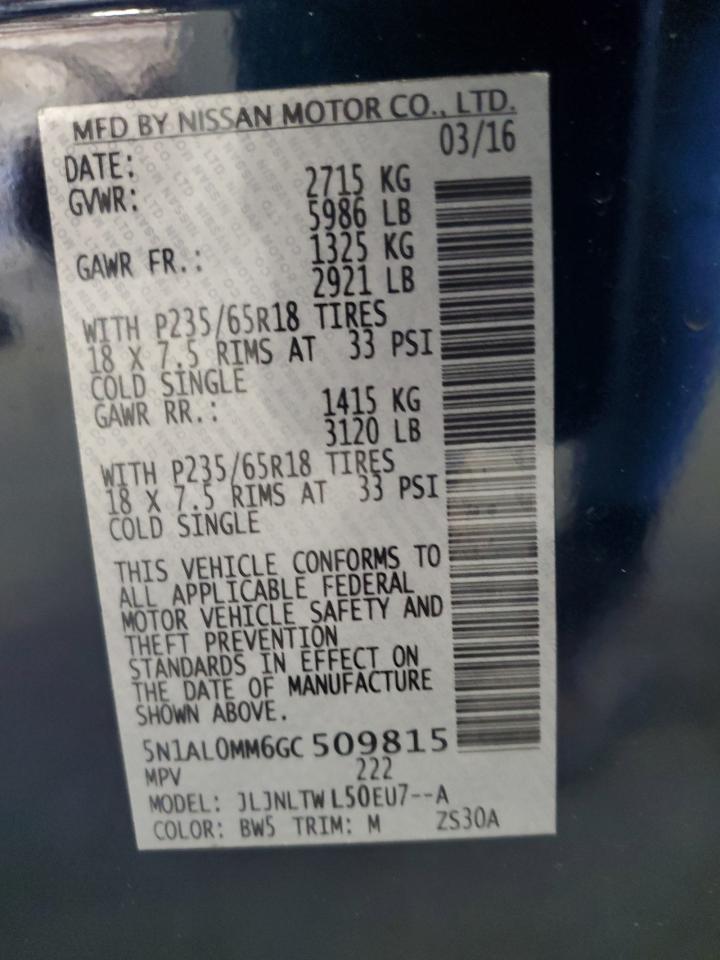 MFD BY NISSAN MOTOR CO., LTD.
DATE: 03/16
GVWR: 2715 KG
5986 LB
GAWR FR.: 1325 KG
2921 LB
WITH P235/65R18 TIRES
18 X 7.5 RIMS AT 33 PSI
COLD SINGLE
GAWR RR.: 1415 KG
3120 LB
WITH P235/65R18 TIRES
18 X 7.5 RIMS AT 33 PSI
COLD SINGLE
THIS VEHICLE CONFORMS TO
ALL APPLICABLE FEDERAL
MOTOR VEHICLE SAFETY AND
THEFT PREVENTION
STANDARDS IN EFFECT ON
THE DATE OF MANUFACTURE
SHOWN ABOVE.
5N1AL0MM6GC 509815
MPV 222
MODEL: JLJNLTWL50EU7--A
COLOR: BW5 TRIM: M ZS30A